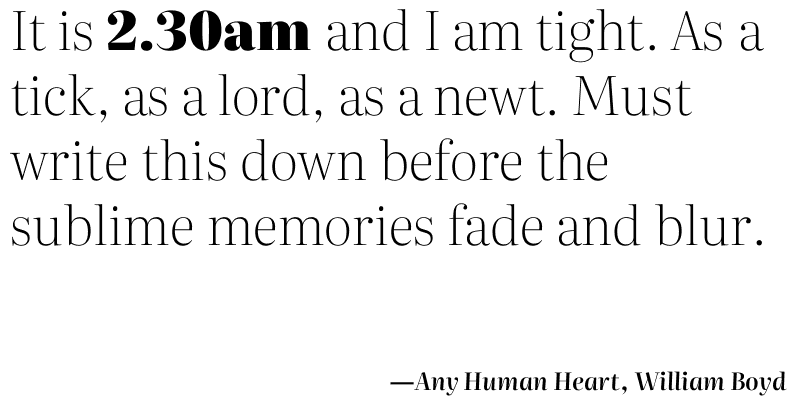 It is 2.30am and I am tight. As a
tick, as a lord, as a newt. Must
write this down before the
sublime memories fade and blur.
—Any Human Heart, William Boyd